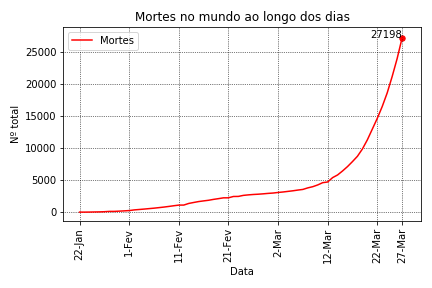 Mortes no mundo ao longo dos dias
Mortes
27198
Nº total
25000
20000
15000
10000
5000
0
22-Jan
1-Fev
11-Fev
21-Fev
2-Mar
12-Mar
22-Mar
27-Mar
Data